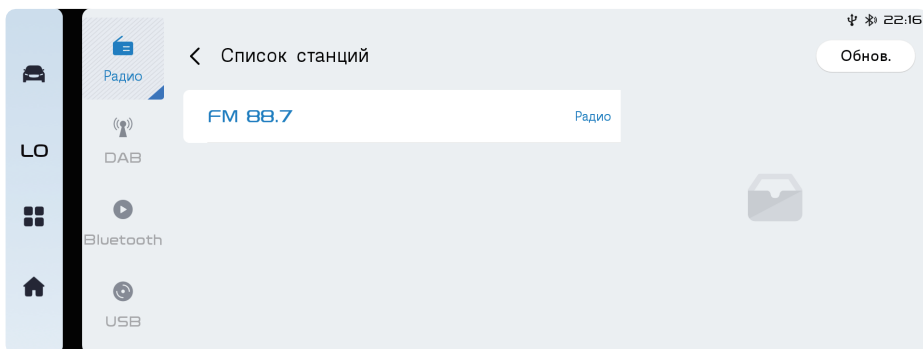 22:16
Список станций
Обнов.
Радио
FM 88.7
Радио
LO
DAB
Bluetooth
USB